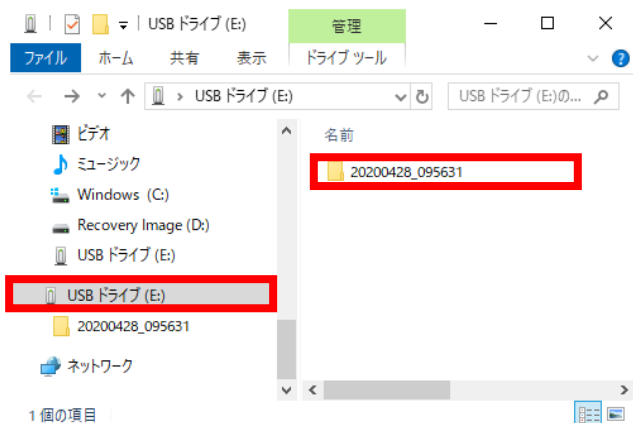 USB ドライブ (E:)
管理
ファイル
ホーム
共有
表示
ドライブ ツール
USB ドライブ (E:)
USB ドライブ (E:)の...
ビデオ
ミュージック
Windows (C:)
Recovery Image (D:)
USB ドライブ (E:)
USB ドライブ (E:)
20200428_095631
ネットワーク
名前
20200428_095631
1 個の項目